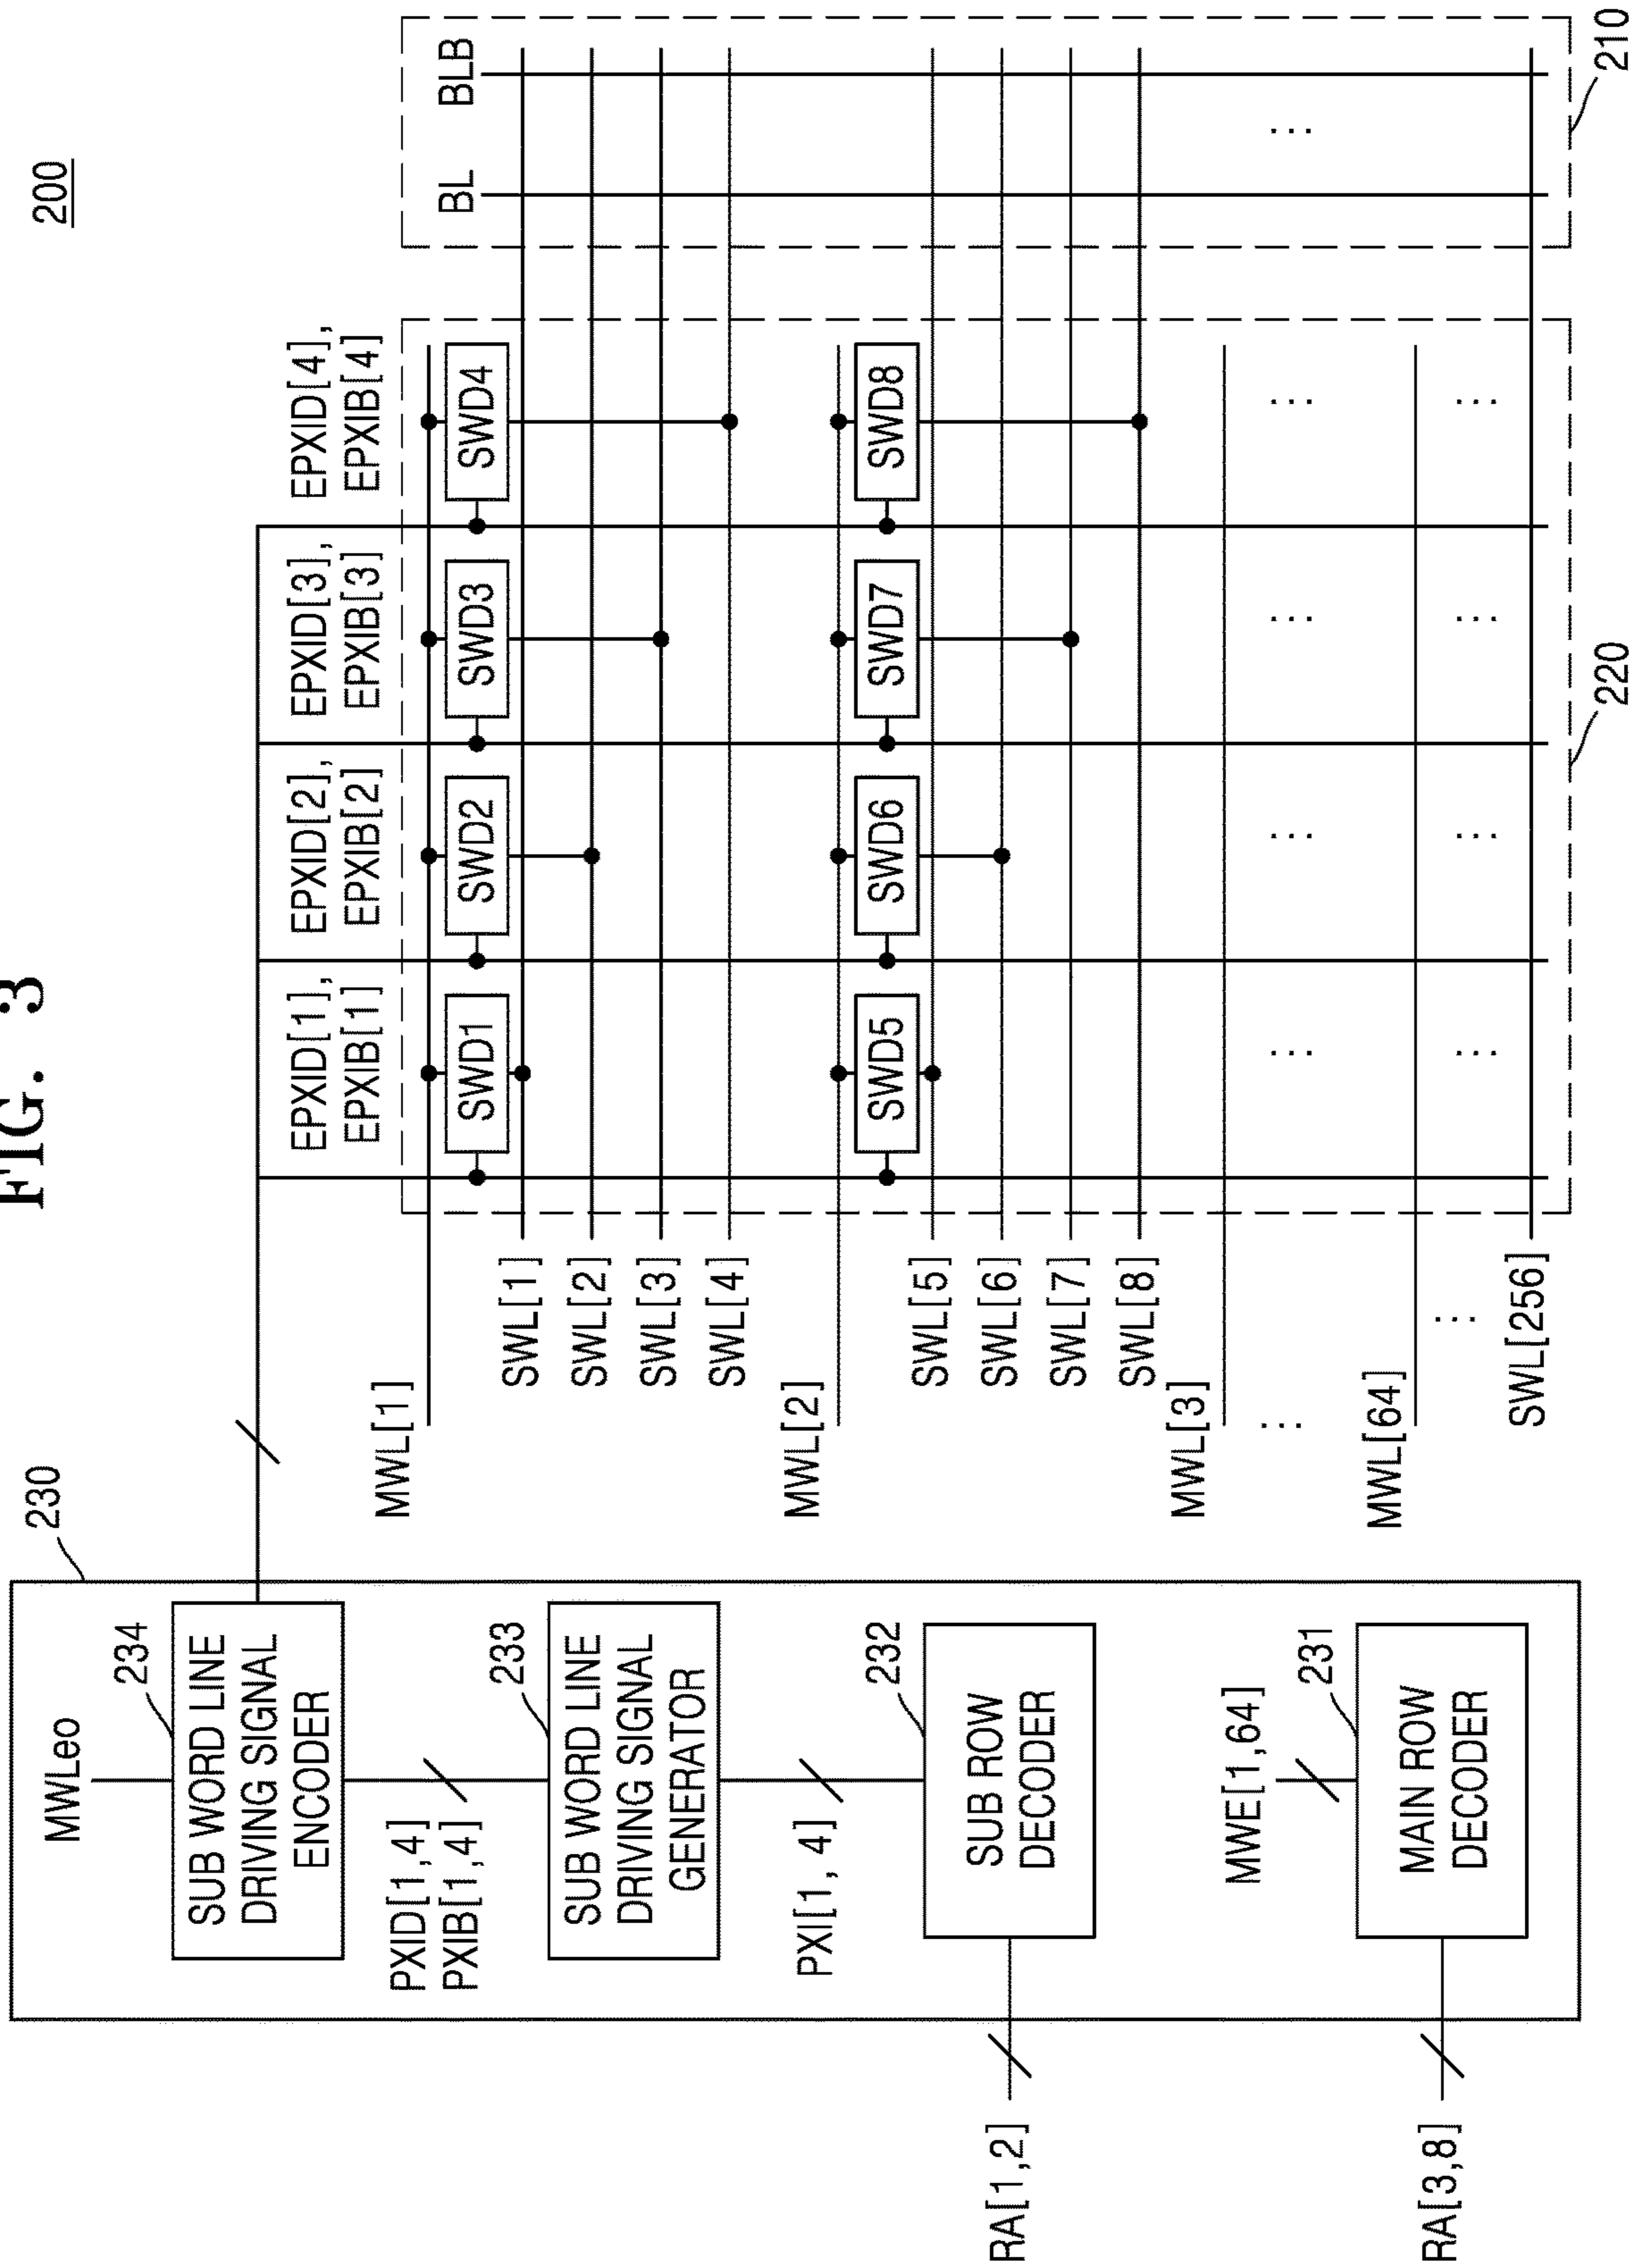 FIG. 3
200
230
MWLeo
234
SUB WORD LINE
DRIVING SIGNAL
ENCODER
PXID[1,4]
PXIB[1,4]
233
SUB WORD LINE
DRIVING SIGNAL
GENERATOR
PXI[1, 4]
232
SUB ROW
DECODER
RA[1,2]
MWE[1,64]
231
MAIN ROW
DECODER
RA[3,8]
EPXID[1],
EPXIB[1]
EPXID[2],
EPXIB[2]
EPXID[3],
EPXIB[3]
EPXID[4],
EPXIB[4]
BL
BLB
MWL[1]
SWD1
SWD2
SWD3
SWD4
SWL[1]
SWL[2]
SWL[3]
SWL[4]
MWL[2]
SWD5
SWD6
SWD7
SWD8
SWL[5]
SWL[6]
SWL[7]
SWL[8]
MWL[3]
...
... ... ... ...
...
MWL[64]
...
... ... ... ...
SWL[256]
220
210